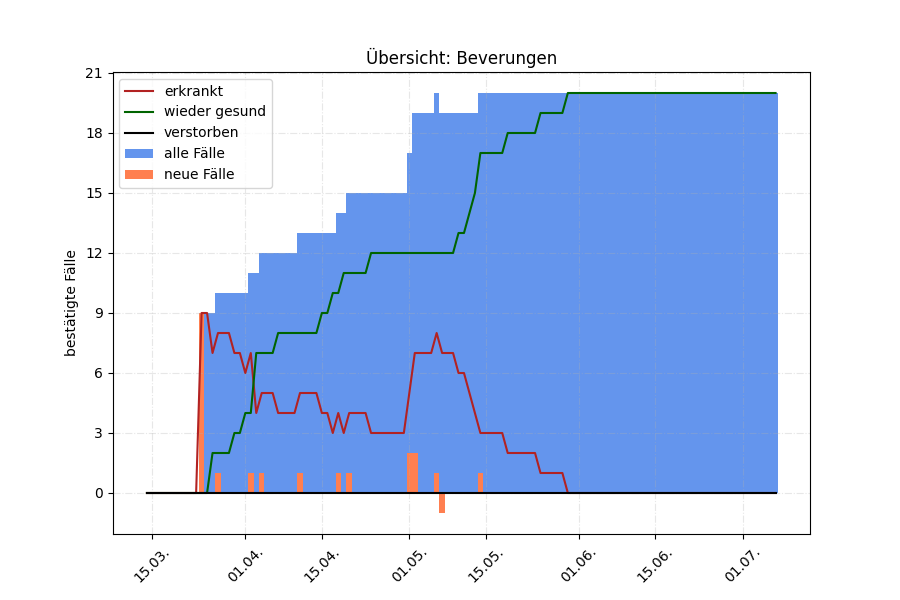 Übersicht: Beverungen
erkrankt
wieder gesund
verstorben
alle Fälle
neue Fälle
bestätigte Fälle
21
18
15
12
9
6
3
0
15.03.
01.04.
15.04.
01.05.
15.05.
01.06.
15.06.
01.07.